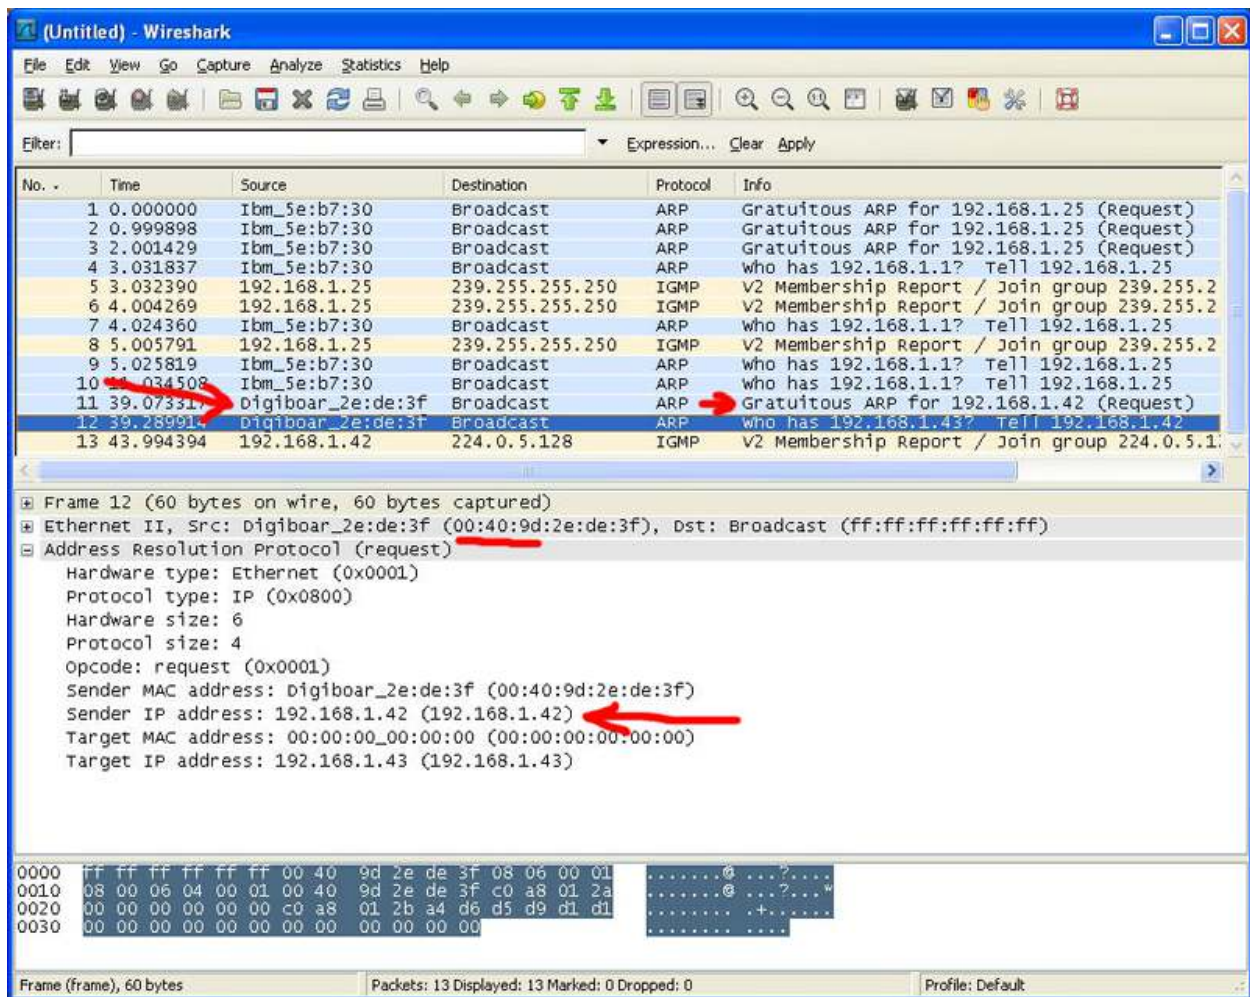 (Untitled) - Wireshark
File Edit View Go Capture Analyze Statistics Help
Filter: Expression... Clear Apply
No. Time Source Destination Protocol Info
1 0.000000 Ibm_5e:b7:30 Broadcast ARP Gratuitous ARP for 192.168.1.25 (Request)
2 0.999898 Ibm_5e:b7:30 Broadcast ARP Gratuitous ARP for 192.168.1.25 (Request)
3 2.001429 Ibm_5e:b7:30 Broadcast ARP Gratuitous ARP for 192.168.1.25 (Request)
4 3.031837 Ibm_5e:b7:30 Broadcast ARP who has 192.168.1.1? Tell 192.168.1.25
5 3.032390 192.168.1.25 239.255.255.250 IGMP V2 Membership Report / Join group 239.255.2
6 4.004269 192.168.1.25 239.255.255.250 IGMP V2 Membership Report / Join group 239.255.2
7 4.024360 Ibm_5e:b7:30 Broadcast ARP who has 192.168.1.1? Tell 192.168.1.25
8 5.005791 192.168.1.25 239.255.255.250 IGMP V2 Membership Report / Join group 239.255.2
9 5.025819 Ibm_5e:b7:30 Broadcast ARP who has 192.168.1.1? Tell 192.168.1.25
10 Ibm_5e:b7:30 Broadcast ARP who has 192.168.1.1? Tell 192.168.1.25
11 Digiboar_2e:de:3f Broadcast ARP Gratuitous ARP for 192.168.1.42 (Request)
12 Digiboar_2e:de:3f Broadcast ARP who has 192.168.1.43? Tell 192.168.1.42
13 43.994394 192.168.1.42 224.0.5.128 IGMP V2 Membership Report / Join group 224.0.5.1
Frame 12 (60 bytes on wire, 60 bytes captured)
Ethernet II, Src: Digiboar_2e:de:3f (00:40:9d:2e:de:3f), Dst: Broadcast (ff:ff:ff:ff:ff:ff)
Address Resolution Protocol (request)
Hardware type: Ethernet (0x0001)
Protocol type: IP (0x0800)
Hardware size: 6
Protocol size: 4
Opcode: request (0x0001)
Sender MAC address: Digiboar_2e:de:3f (00:40:9d:2e:de:3f)
Sender IP address: 192.168.1.42 (192.168.1.42)
Target MAC address: 00:00:00_00:00:00 (00:00:00:00:00:00)
Target IP address: 192.168.1.43 (192.168.1.43)
0000 ff ff ff ff ff ff 00 40 9d 2e de 3f 08 06 00 01 .......@ ...?....
0010 08 00 06 04 00 01 00 40 9d 2e de 3f c0 a8 01 2a .......@ ...?...*
0020 00 00 00 00 00 00 c0 a8 01 2b a4 d6 d5 d9 d1 d1 ........ .+......
0030 00 00 00 00 00 00 00 00 00 00 00 00 ........ ....
Frame (frame), 60 bytes Packets: 13 Displayed: 13 Marked: 0 Dropped: 0 Profile: Default